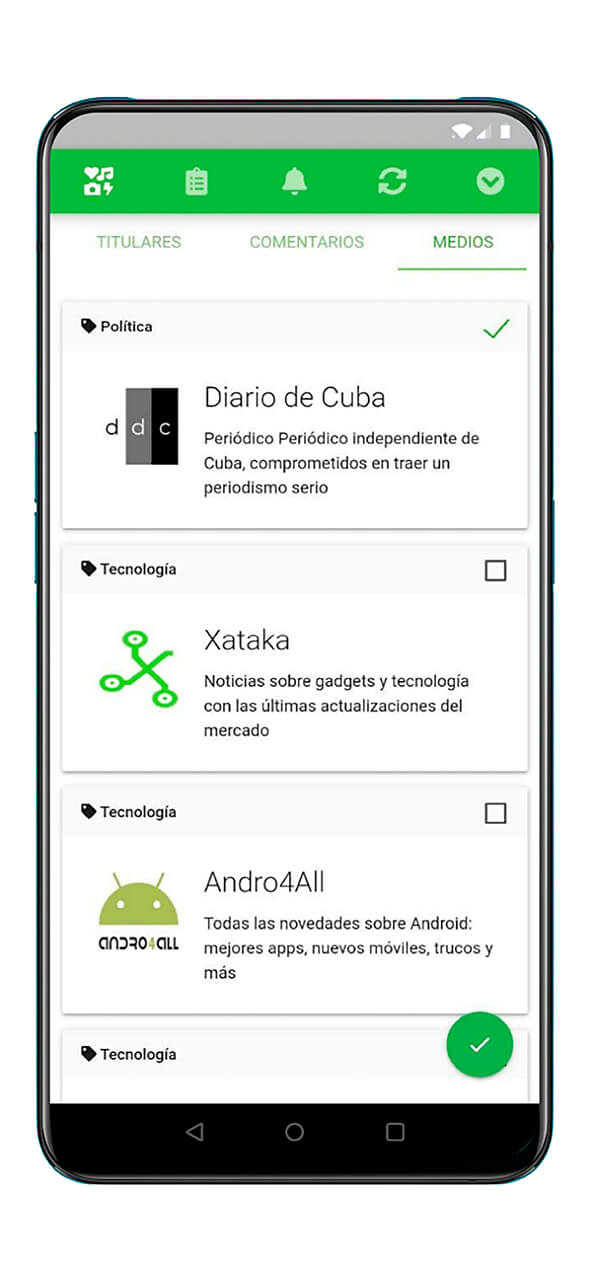 TITULARES COMENTARIOS MEDIOS
Política
d d c
Diario de Cuba
Periódico Periódico independiente de
Cuba, comprometidos en traer un
periodismo serio
Tecnología
Xataka
Noticias sobre gadgets y tecnología
con las últimas actualizaciones del
mercado
Tecnología
Andro4All
ANDRO4ALL
Todas las novedades sobre Android:
mejores apps, nuevos móviles, trucos y
más
Tecnología